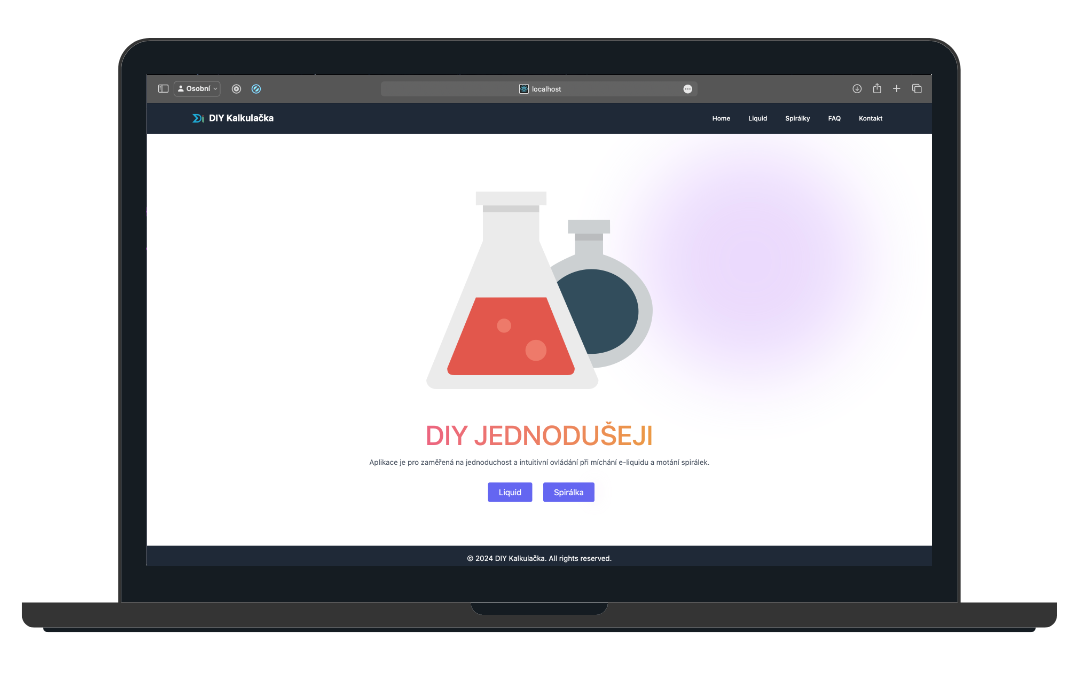 Osobní
localhost
DIY Kalkulačka
Home Liquid Spirálky FAQ Kontakt
DIY JEDNODUŠEJI
Aplikace je pro zaměřená na jednoduchost a intuitivní ovládání při míchání e-liquidu a motání spirálek.
Liquid Spirálka
© 2024 DIY Kalkulačka. All rights reserved.